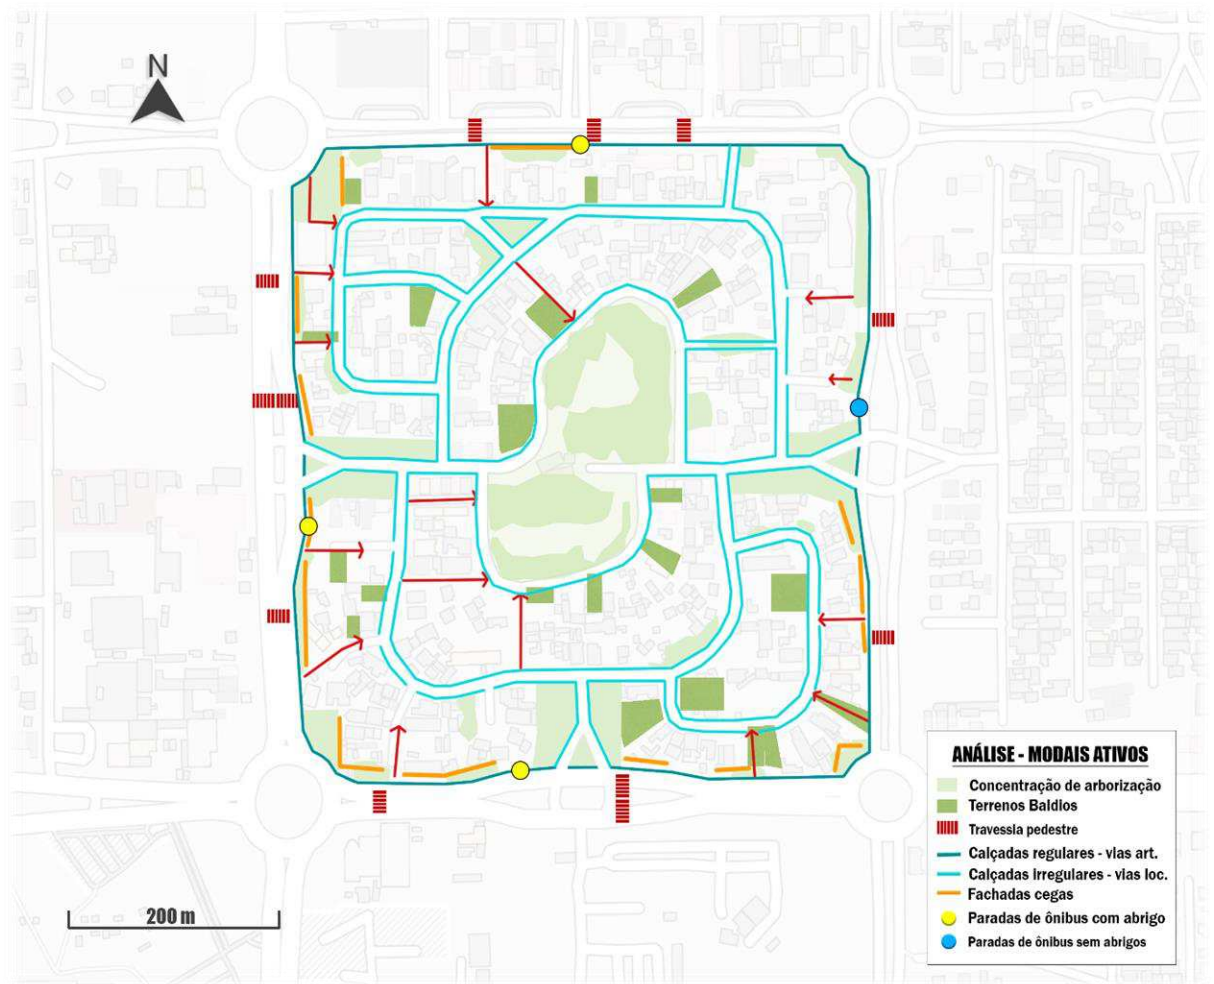 N
ANÁLISE - MODAIS ATIVOS
Concentração de arborização
Terrenos Baldios
Travessia pedestre
Calçadas regulares - vias art.
Calçadas irregulares - vias loc.
Fachadas cegas
Paradas de ônibus com abrigo
Paradas de ônibus sem abrigos
200 m